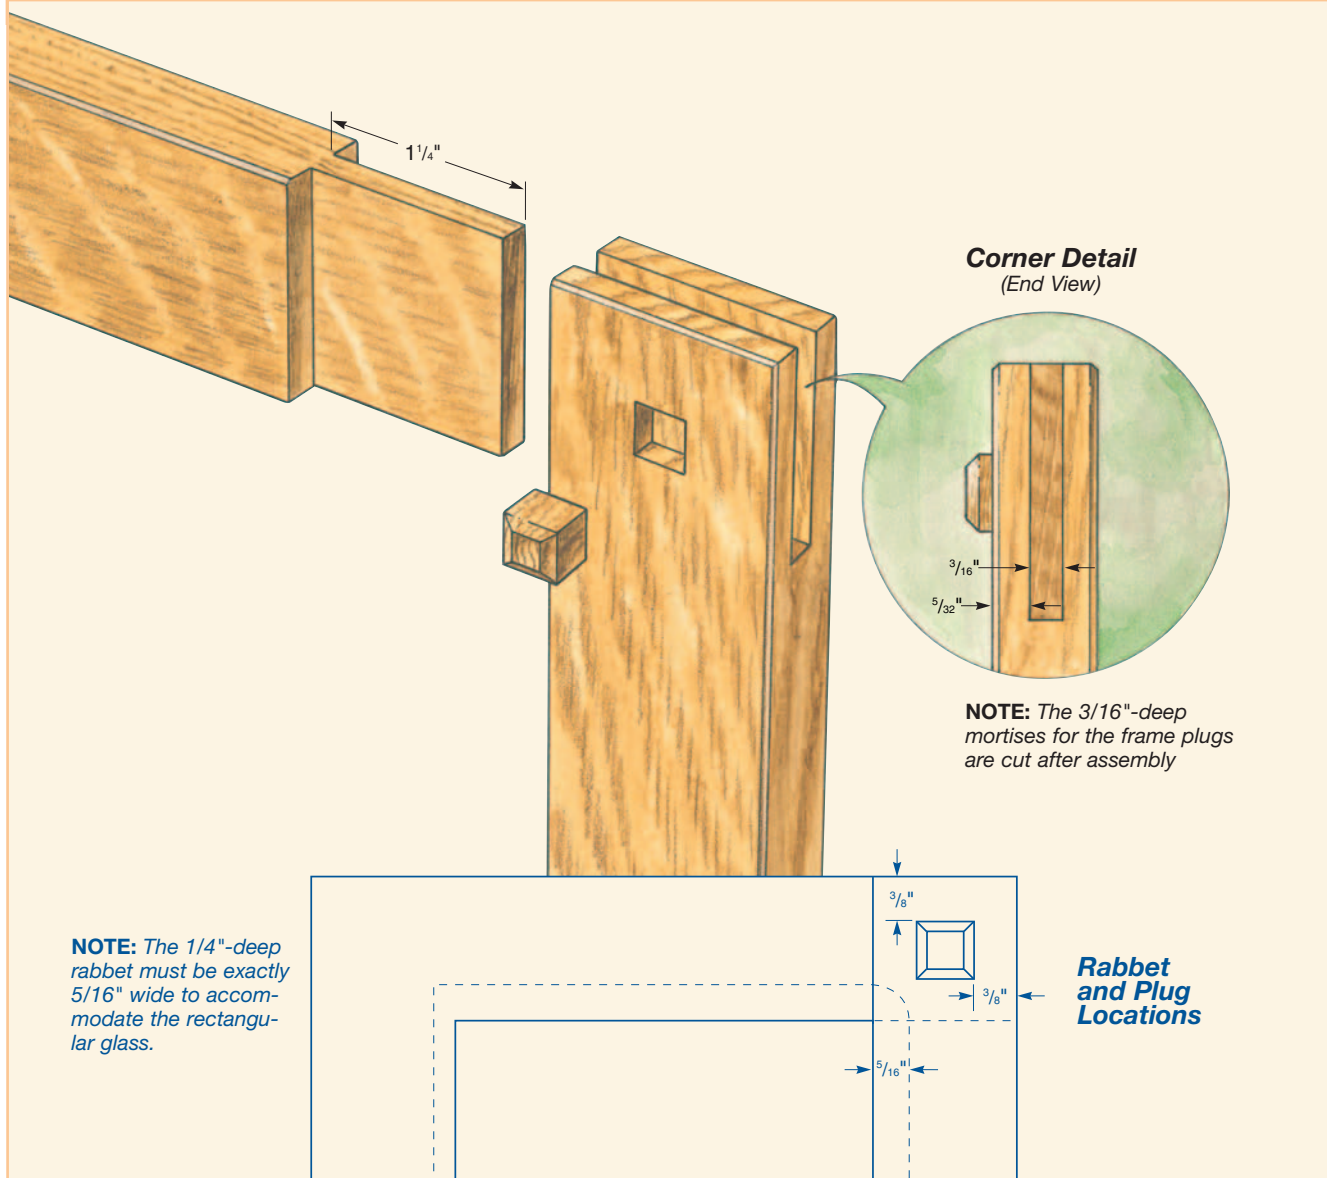 1 1/4"
Corner Detail
(End View)
3/16"
5/32"
NOTE: The 3/16"-deep
mortises for the frame plugs
are cut after assembly
3/8"
NOTE: The 1/4"-deep
rabbet must be exactly
5/16" wide to accom-
modate the rectangu-
lar glass.
Rabbet
and Plug
Locations
3/8"
5/16"